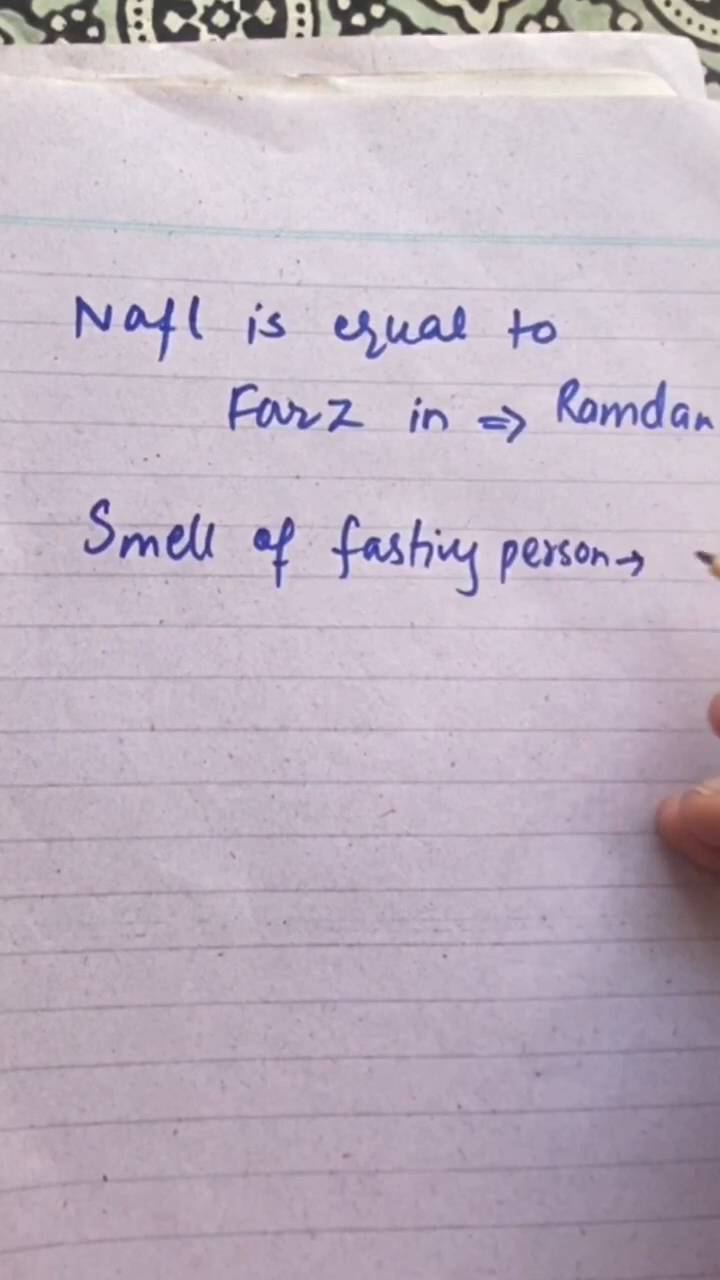 Nafl is equal to
Farz in ⇒ Ramdan
Smell of fasting person→